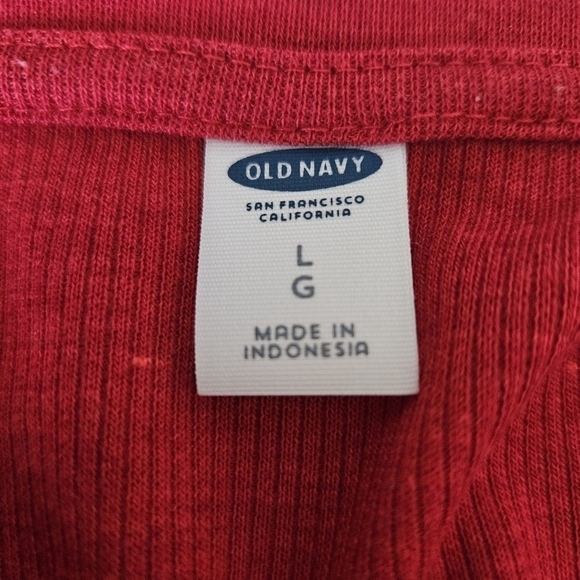 OLD NAVY
SAN FRANCISCO
CALIFORNIA
L
G
MADE IN
INDONESIA